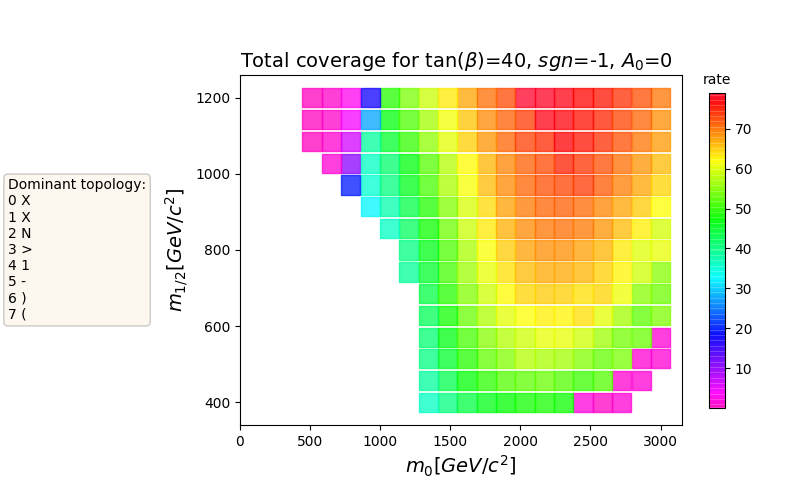 Total coverage for tan(β)=40, sgn=-1, A₀=0
rate
1200
1000
800
600
400
m₁/₂[GeV/c²]
0 500 1000 1500 2000 2500 3000
m₀[GeV/c²]
70
60
50
40
30
20
10
Dominant topology:
0 X
1 X
2 N
3 >
4 1
5 -
6 )
7 (